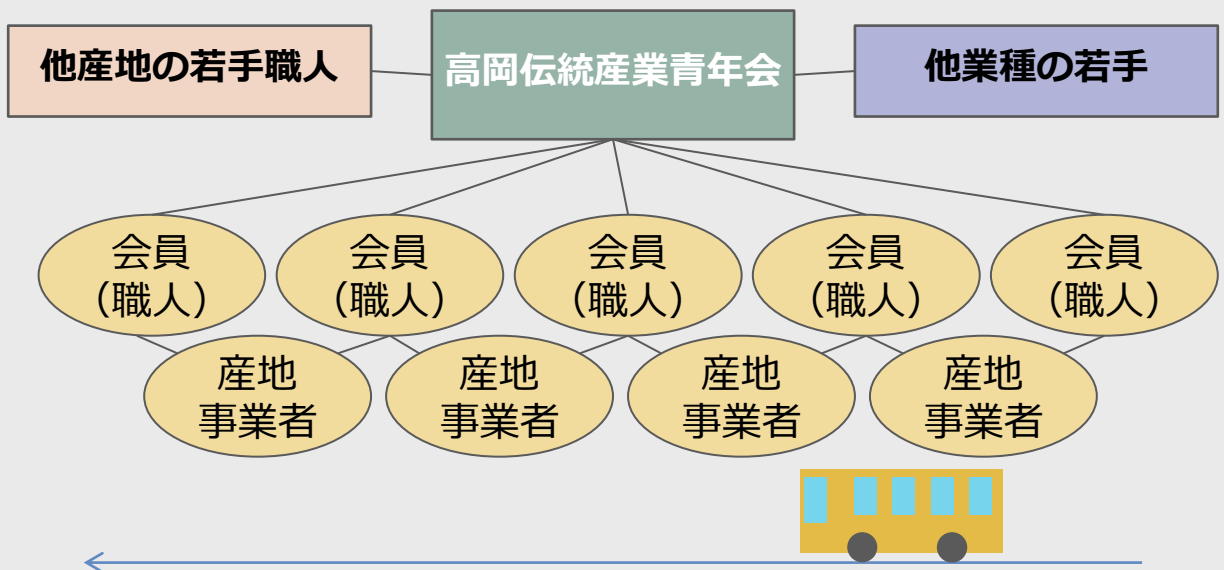 他産地の若手職人
高岡伝統産業青年会
他業種の若手
会員
（職人）
会員
（職人）
会員
（職人）
会員
（職人）
会員
（職人）
産地
事業者
産地
事業者
産地
事業者
産地
事業者